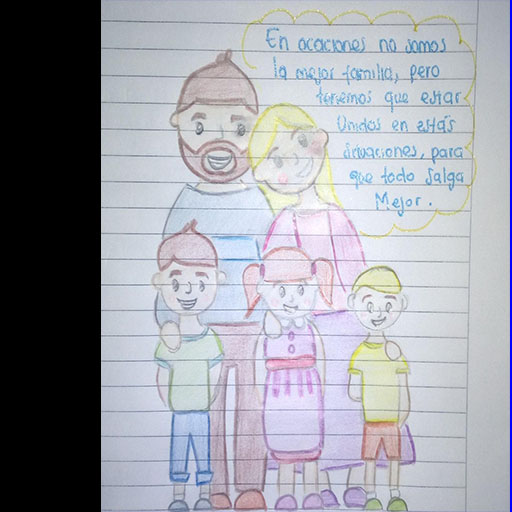 En ocaciones no somos
la mejor familia, pero
tenemos que estar
Unidos en estás
situaciones, para
que todo salga
Mejor.